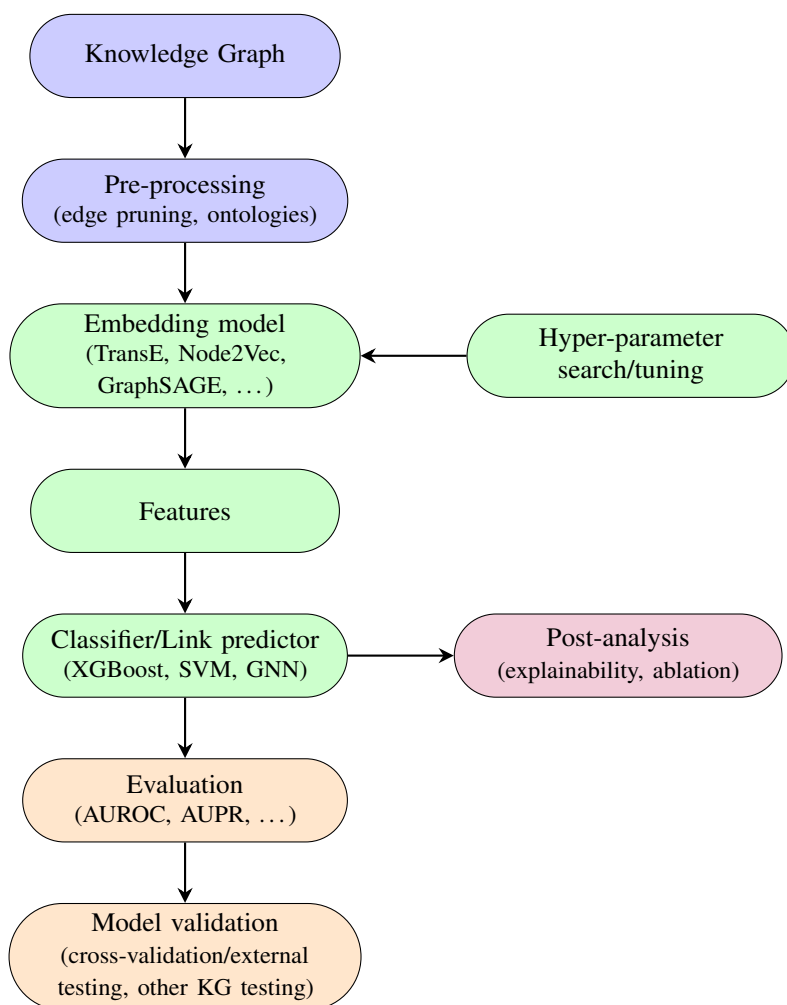 Knowledge Graph
Pre-processing
(edge pruning, ontologies)
Embedding model
(TransE, Node2Vec,
GraphSAGE, …)
Hyper-parameter
search/tuning
Features
Classifier/Link predictor
(XGBoost, SVM, GNN)
Post-analysis
(explainability, ablation)
Evaluation
(AUROC, AUPR, …)
Model validation
(cross-validation/external
testing, other KG testing)